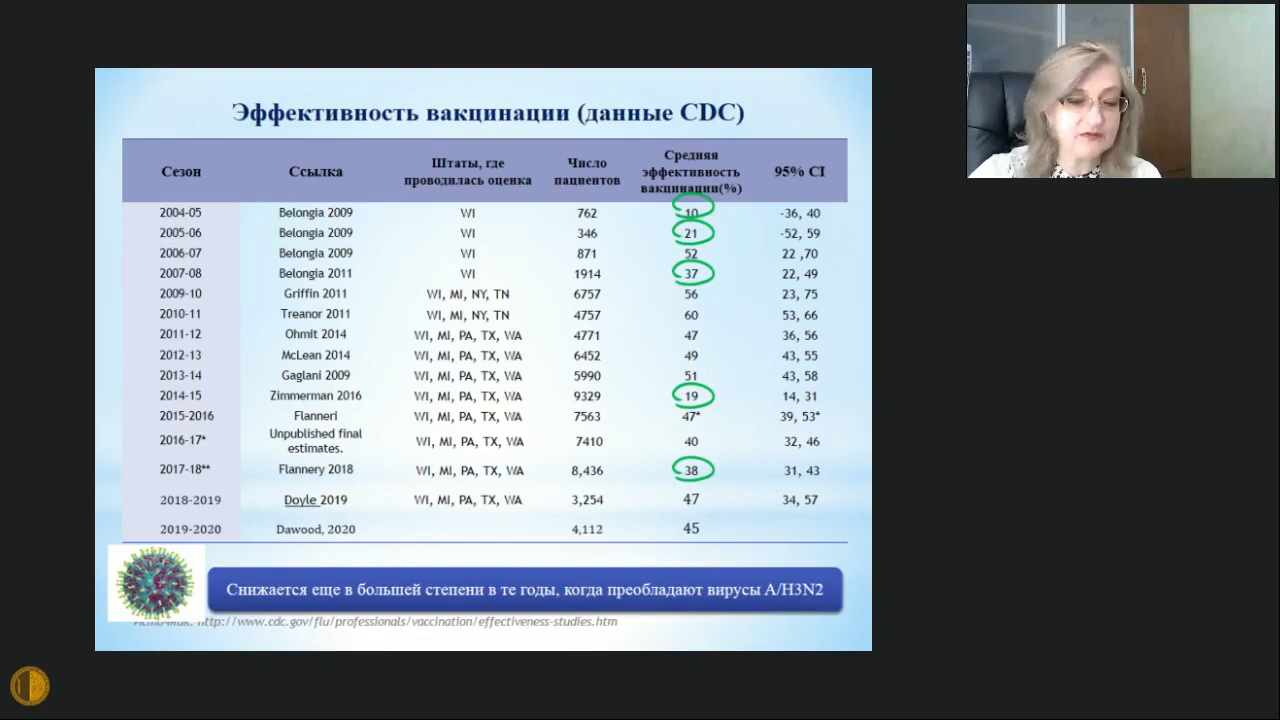 Эффективность вакцинации (данные CDC)
Сезон Ссылка Штаты, где проводилась оценка Число пациентов Средняя эффективность вакцинации(%) 95% CI
2004-05 Belongia 2009 WI 762 10 -36, 40
2005-06 Belongia 2009 WI 346 21 -52, 59
2006-07 Belongia 2009 WI 871 52 22 ,70
2007-08 Belongia 2011 WI 1914 37 22, 49
2009-10 Griffin 2011 WI, MI, NY, TN 6757 56 23, 75
2010-11 Treanor 2011 WI, MI, NY, TN 4757 60 53, 66
2011-12 Ohmit 2014 WI, MI, PA, TX, WA 4771 47 36, 56
2012-13 McLean 2014 WI, MI, PA, TX, WA 6452 49 43, 55
2013-14 Gaglani 2009 WI, MI, PA, TX, WA 5990 51 43, 58
2014-15 Zimmerman 2016 WI, MI, PA, TX, WA 9329 19 14, 31
2015-2016 Flanneri WI, MI, PA, TX, WA 7563 47* 39, 53*
2016-17* Unpublished final estimates. WI, MI, PA, TX, WA 7410 40 32, 46
2017-18** Flannery 2018 WI, MI, PA, TX, WA 8,436 38 31, 43
2018-2019 Doyle 2019 WI, MI, PA, TX, WA 3,254 47 34, 57
2019-2020 Dawood, 2020 4,112 45
Снижается еще в большей степени в те годы, когда преобладают вирусы A/H3N2
http://www.cdc.gov/flu/professionals/vaccination/effectiveness-studies.htm